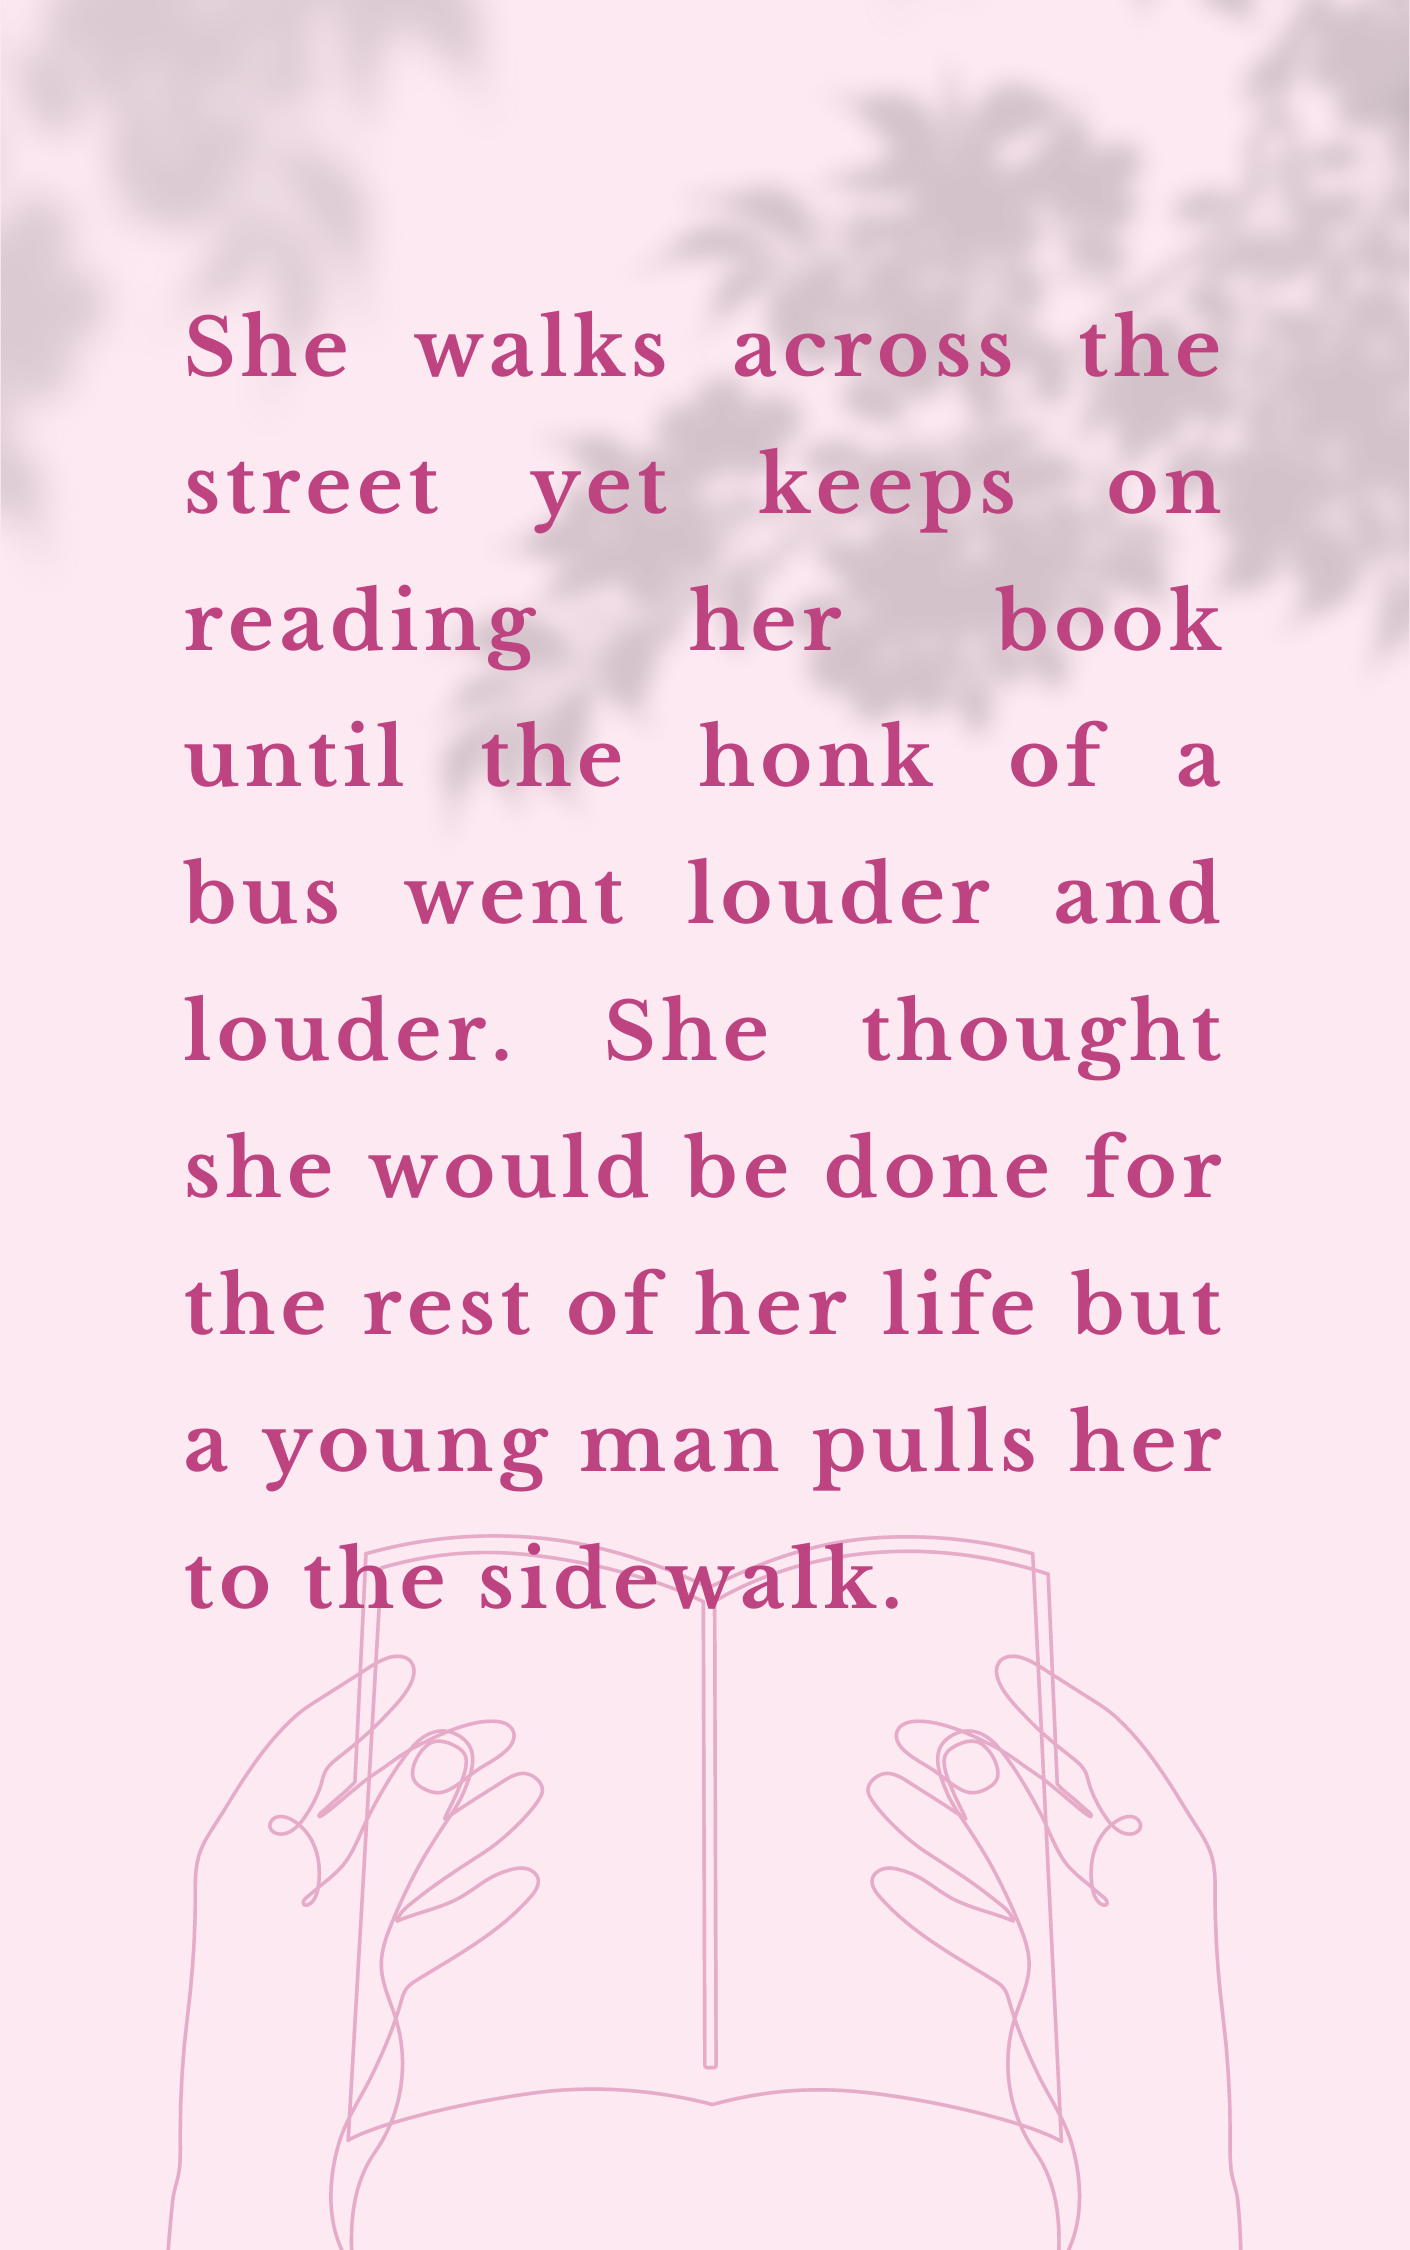 She walks across the
street yet keeps on
reading her book
until the honk of a
bus went louder and
louder. She thought
she would be done for
the rest of her life but
a young man pulls her
to the sidewalk.